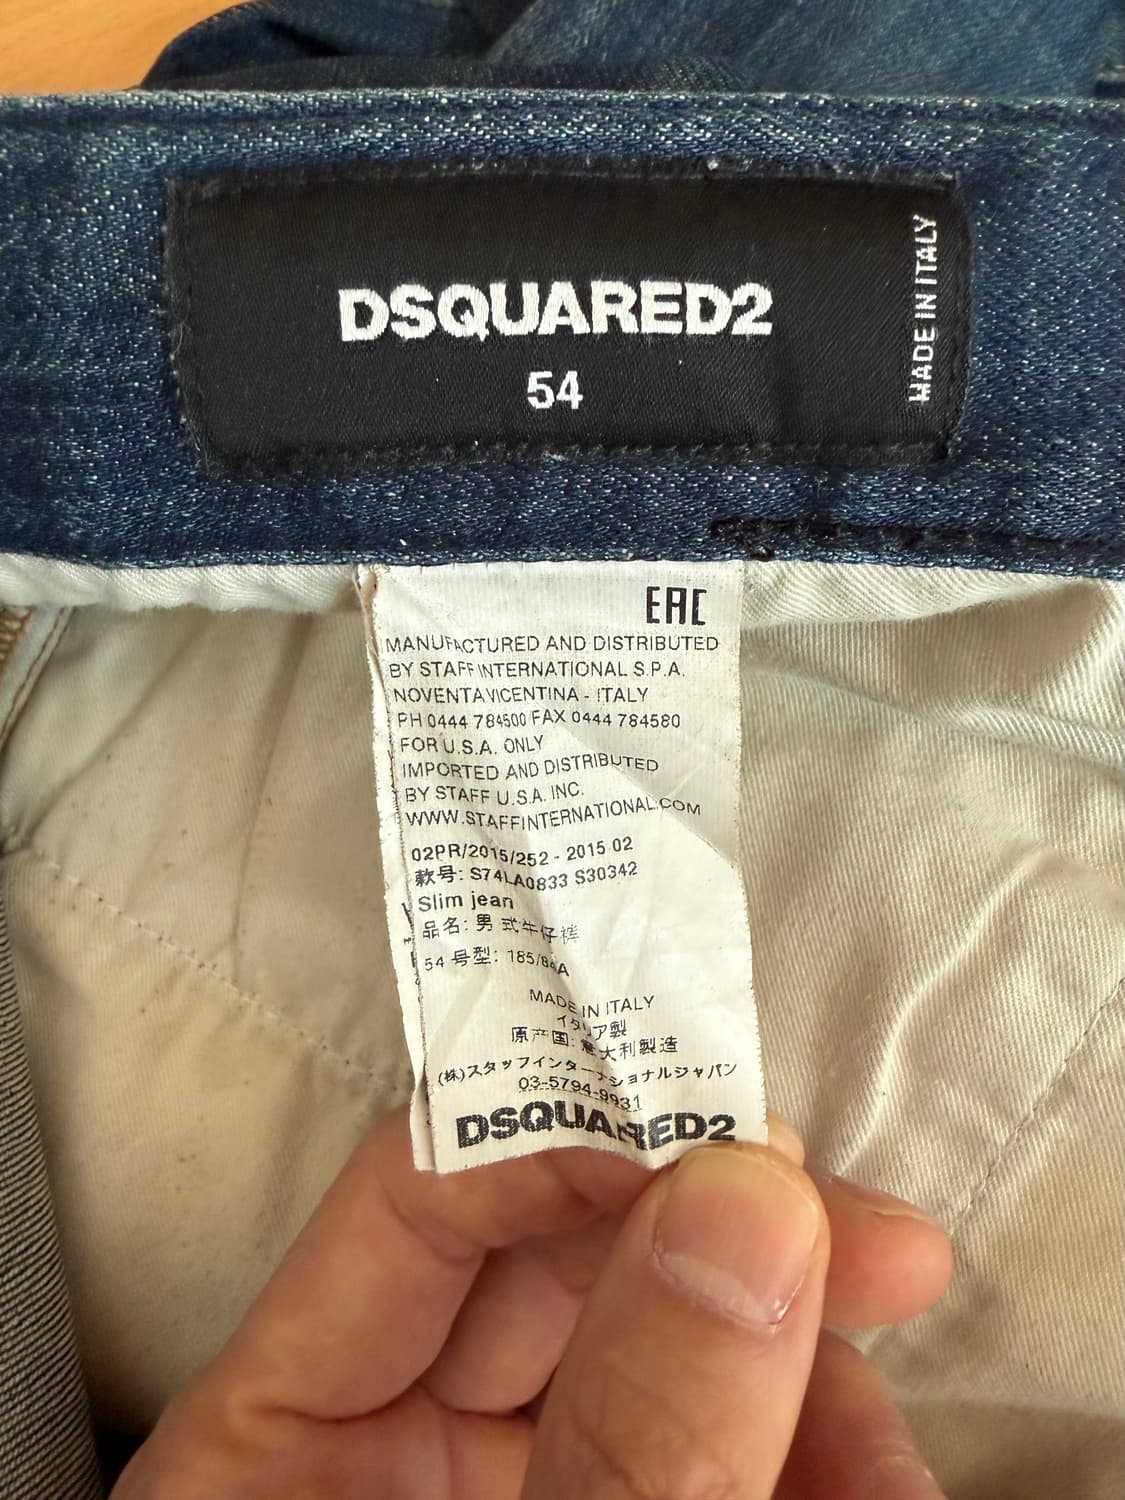 DSQUARED2
54
MADE IN ITALY
EAC
MANUFACTURED AND DISTRIBUTED
BY STAFF INTERNATIONAL S.P.A.
NOVENTA VICENTINA - ITALY
PH 0444 784500 FAX 0444 784580
FOR U.S.A. ONLY
IMPORTED AND DISTRIBUTED
BY STAFF U.S.A. INC.
WWW.STAFFINTERNATIONAL.COM
02PR/2015/252 - 2015 02
款号: S74LA0833 S30342
Slim jean
品名: 男式牛仔裤
54 号型: 185/84A
MADE IN ITALY
イタリア製
原产国: 意大利製造
(株)スタッフインターナショナルジャパン
03-5794-9931
DSQUARED2